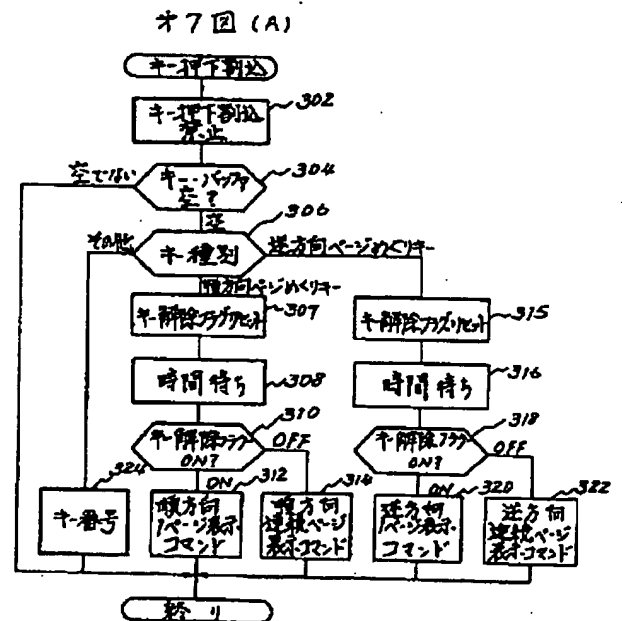 才7図 (A)
キー押下割込
キー押下割込
禁止
302
空でない
キー・バッファ
空?
304
空
306
その他
キー種別
逆方向ページめくりキー
順方向ページめくりキー
キー解除フラグリセット
307
キー解除フラグリセット
315
時間待ち
308
時間待ち
316
310
キー解除フラグ
ON?
OFF
318
キー解除フラグ
ON?
OFF
324
キー番号
ON
312
順方向
1ページ表示・
コマンド
314
順方向
連続ページ
表示・コマンド
ON
320
逆方向
1ページ表示・
コマンド
322
逆方向
連続ページ
表示・コマンド
終り